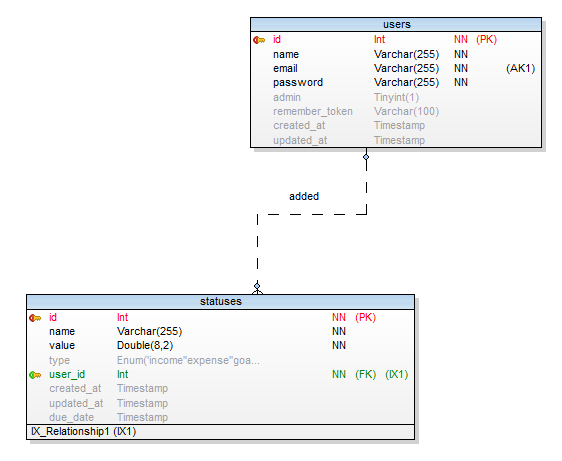 users
id Int NN (PK)
name Varchar(255) NN
email Varchar(255) NN (AK1)
password Varchar(255) NN
admin Tinyint(1)
remember_token Varchar(100)
created_at Timestamp
updated_at Timestamp
added
statuses
id Int NN (PK)
name Varchar(255) NN
value Double(8,2) NN
type Enum('income"expense"goa...
user_id Int NN (FK) (IX1)
created_at Timestamp
updated_at Timestamp
due_date Timestamp
IX_Relationship1 (IX1)